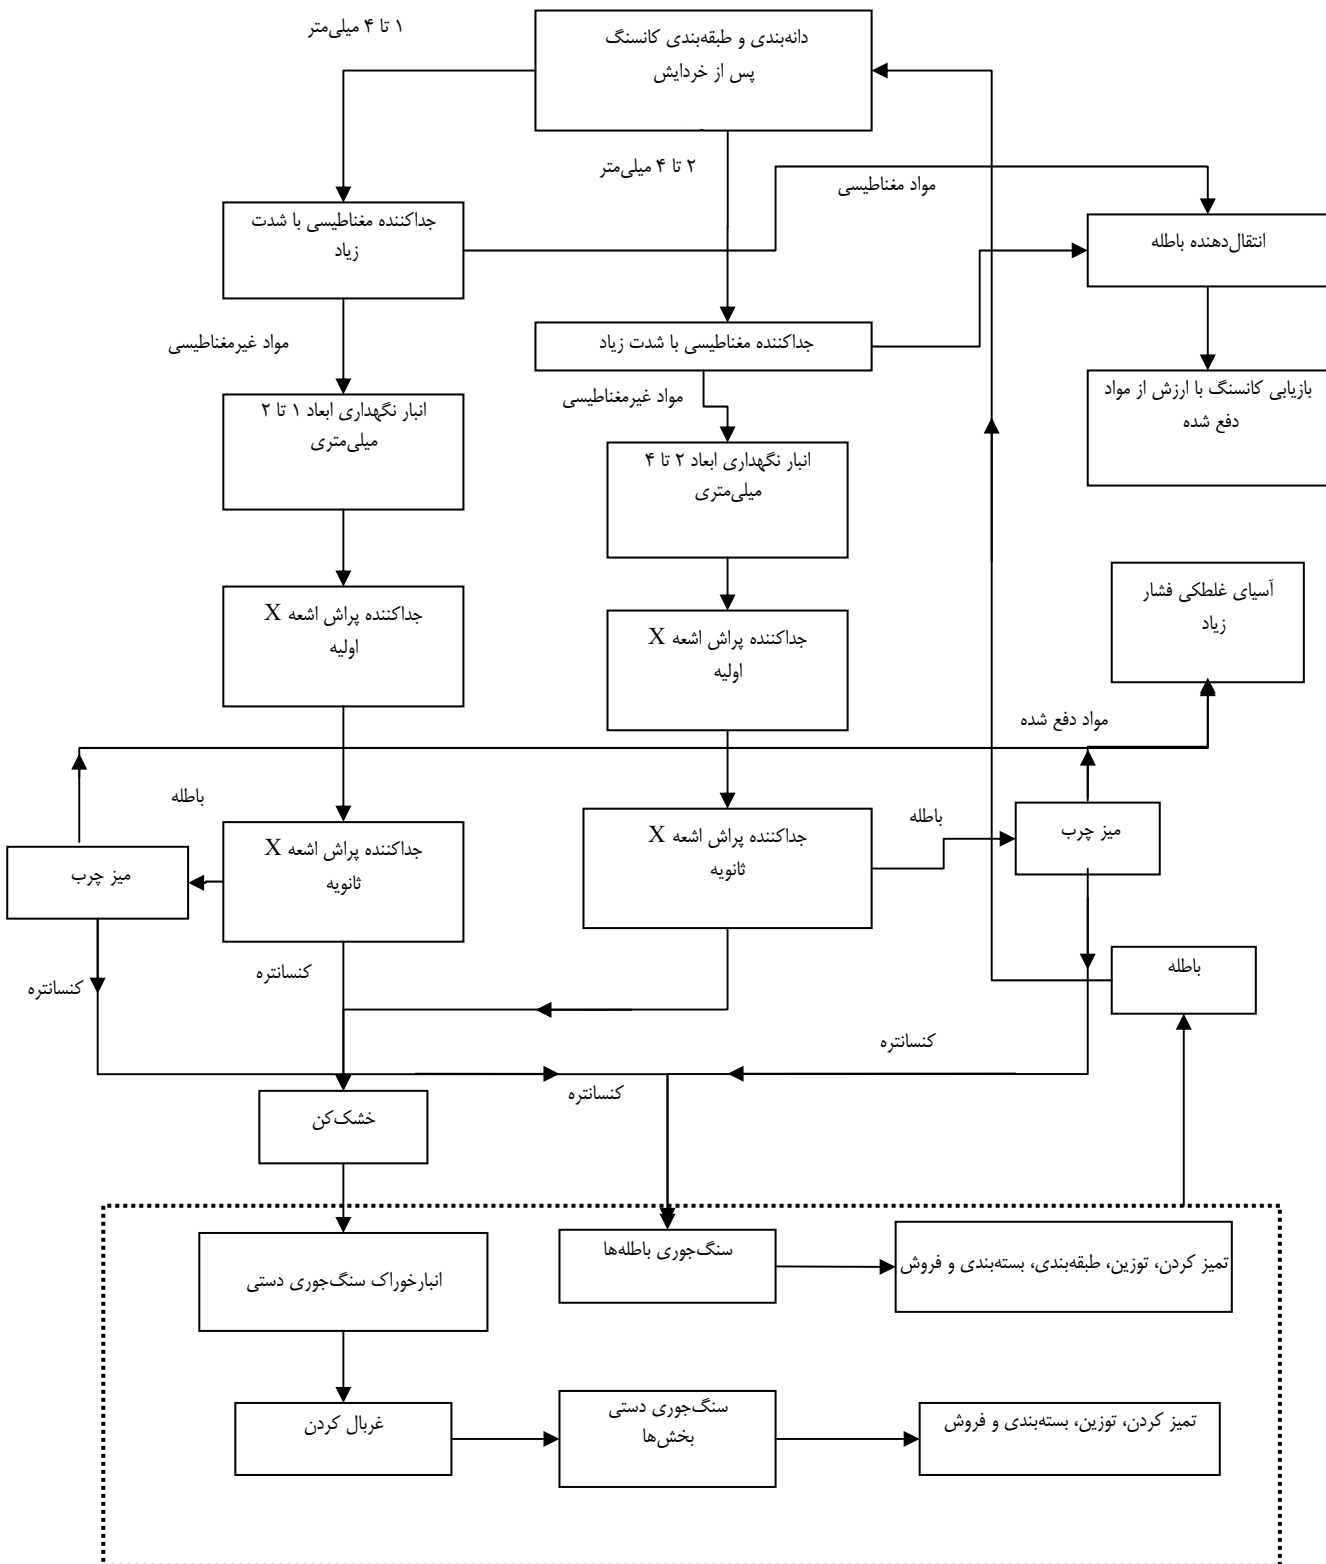 ۱ تا ۴ میلی‌متر
دانه‌بندی و طبقه‌بندی کانسنگ
پس از خردایش
۲ تا ۴ میلی‌متر
مواد مغناطیسی
جداکننده مغناطیسی با شدت
زیاد
انتقال‌دهنده باطله
مواد غیرمغناطیسی
جداکننده مغناطیسی با شدت زیاد
مواد غیرمغناطیسی
بازیابی کانسنگ با ارزش از مواد
دفع شده
انبار نگهداری ابعاد ۱ تا ۲
میلی‌متری
انبار نگهداری ابعاد ۲ تا ۴
میلی‌متری
آسیای غلطکی فشار
زیاد
جداکننده پراش اشعه X
اولیه
جداکننده پراش اشعه X
اولیه
مواد دفع شده
باطله
باطله
میز چرب
جداکننده پراش اشعه X
ثانویه
جداکننده پراش اشعه X
ثانویه
میز چرب
کنسانتره
کنسانتره
باطله
کنسانتره
کنسانتره
خشک‌کن
سنگ‌جوری باطله‌ها
تمیز کردن، توزین، طبقه‌بندی، بسته‌بندی و فروش
انبارخوراک سنگ‌جوری دستی
غربال کردن
سنگ‌جوری دستی
بخش‌ها
تمیز کردن، توزین، بسته‌بندی و فروش